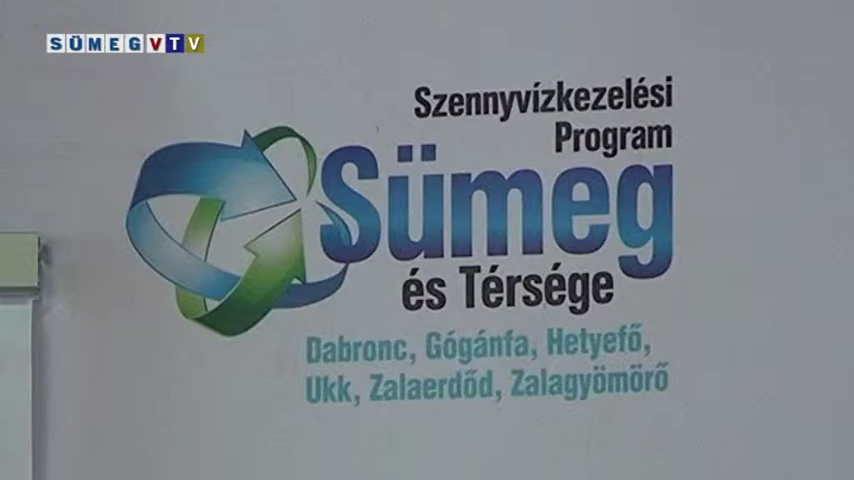 SÜMEGVTV
Szennyvízkezelési
Program
Sümeg
és Térsége
Dabronc, Gógánfa, Hetyefő,
Ukk, Zalaerdőd, Zalagyömörő